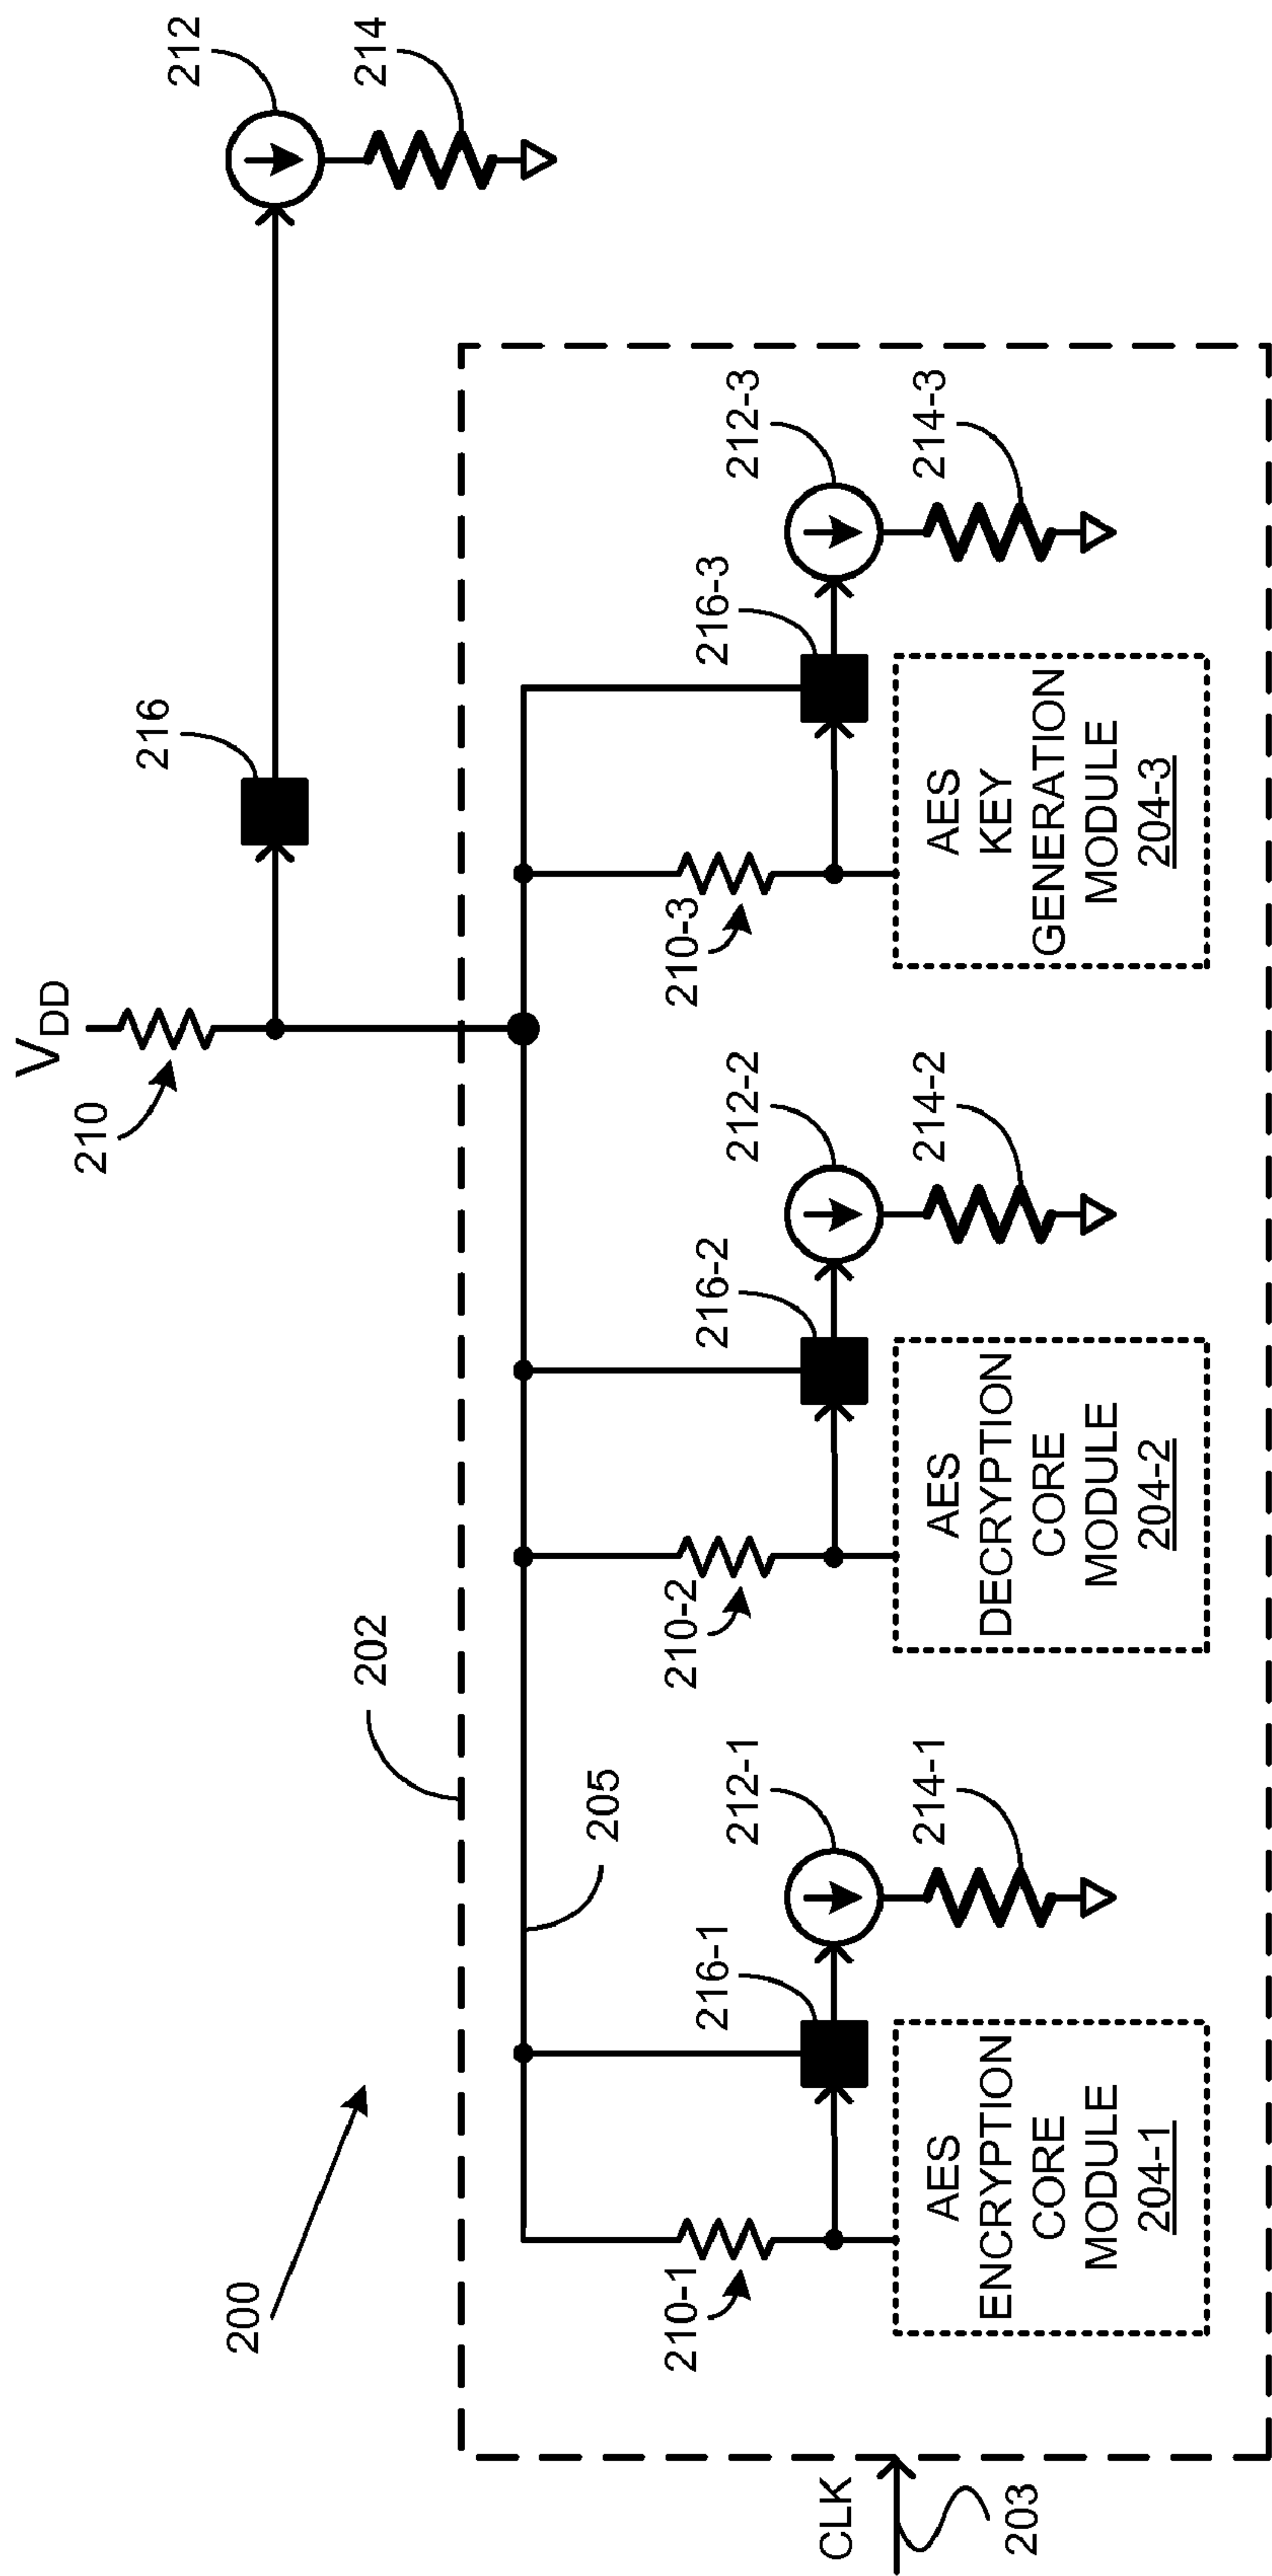 200
202
V_DD
210
216
212
214
205
210-1
216-1
212-1
214-1
210-2
216-2
212-2
214-2
210-3
216-3
212-3
214-3
AES
ENCRYPTION
CORE
MODULE
204-1
AES
DECRYPTION
CORE
MODULE
204-2
AES
KEY
GENERATION
MODULE
204-3
CLK
203